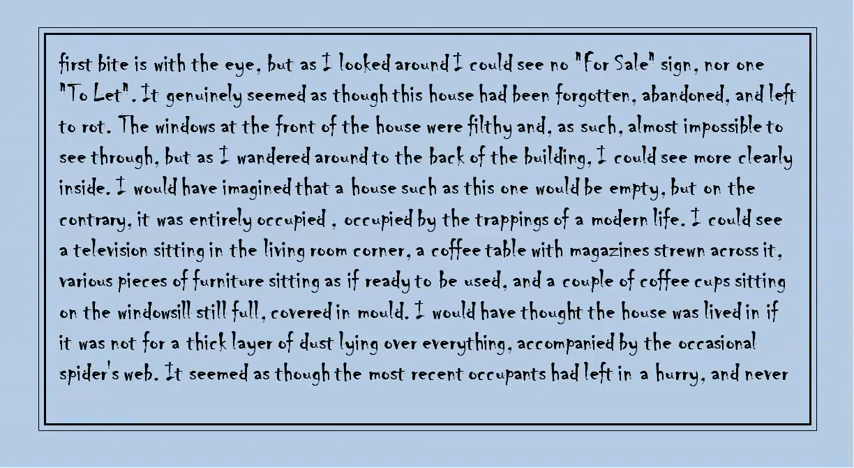 first bite is with the eye, but as I looked around I could see no "For Sale" sign, nor one
"To Let". It genuinely seemed as though this house had been forgotten, abandoned, and left
to rot. The windows at the front of the house were filthy and, as such, almost impossible to
see through, but as I wandered around to the back of the building, I could see more clearly
inside. I would have imagined that a house such as this one would be empty, but on the
contrary, it was entirely occupied , occupied by the trappings of a modern life. I could see
a television sitting in the living room corner, a coffee table with magazines strewn across it,
various pieces of furniture sitting as if ready to be used, and a couple of coffee cups sitting
on the windowsill still full, covered in mould. I would have thought the house was lived in if
it was not for a thick layer of dust lying over everything, accompanied by the occasional
spider's web. It seemed as though the most recent occupants had left in a hurry, and never